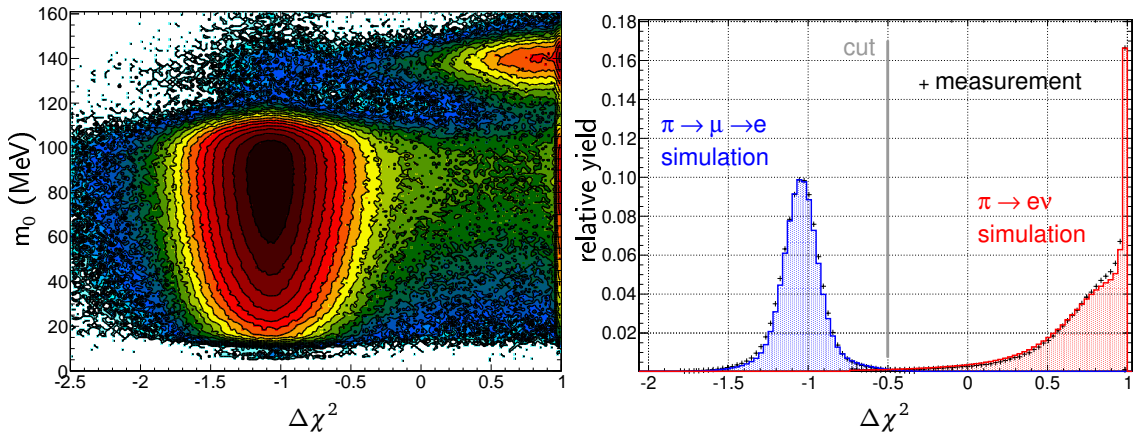 160
140
120
100
80
60
40
20
0
m₀ (MeV)
-2.5 -2 -1.5 -1 -0.5 0 0.5 1
Δχ²
0.18
0.16
0.14
0.12
0.10
0.08
0.06
0.04
0.02
relative yield
cut
+ measurement
π → μ → e
simulation
π → eν
simulation
-2 -1.5 -1 -0.5 0 0.5 1
Δχ²